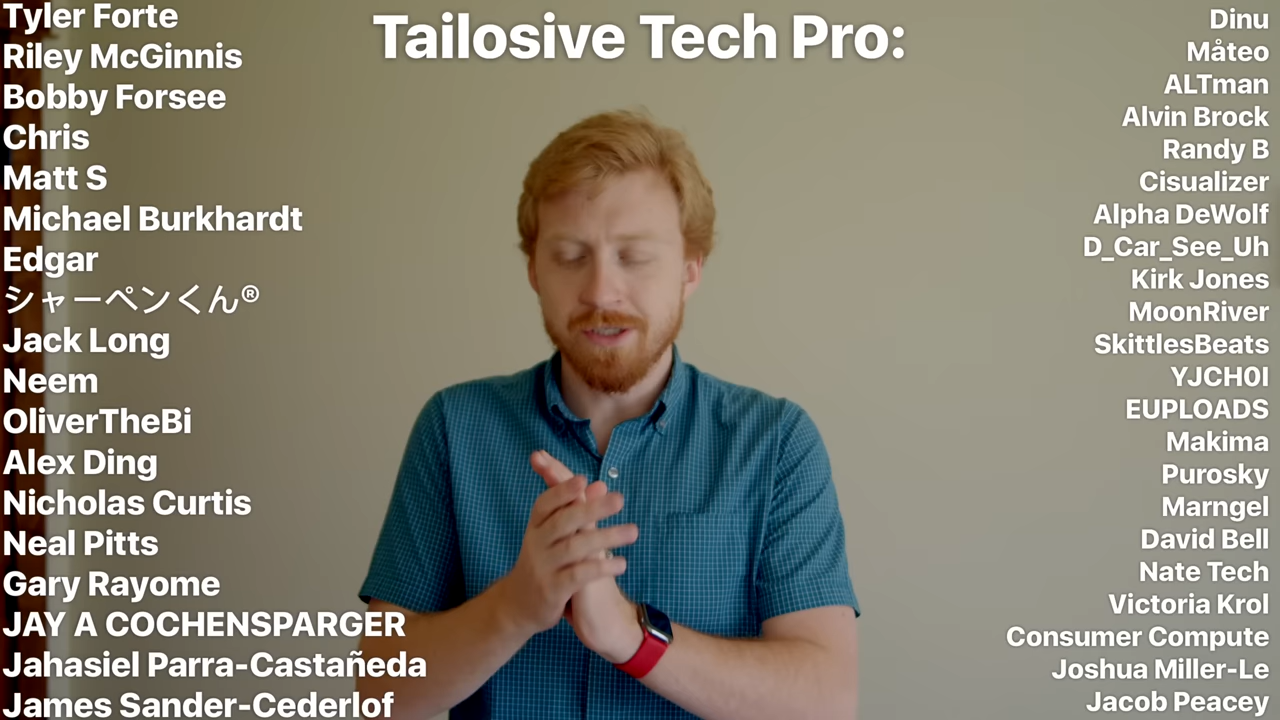 Tailosive Tech Pro:
Tyler Forte
Riley McGinnis
Bobby Forsee
Chris
Matt S
Michael Burkhardt
Edgar
シャーペンくん®
Jack Long
Neem
OliverTheBi
Alex Ding
Nicholas Curtis
Neal Pitts
Gary Rayome
JAY A COCHENSPARGER
Jahasiel Parra-Castañeda
James Sander-Cederlof
Dinu
Måteo
ALTman
Alvin Brock
Randy B
Cisualizer
Alpha DeWolf
D_Car_See_Uh
Kirk Jones
MoonRiver
SkittlesBeats
YJCH0I
EUPLOADS
Makima
Purosky
Marngel
David Bell
Nate Tech
Victoria Krol
Consumer Compute
Joshua Miller-Le
Jacob Peacey